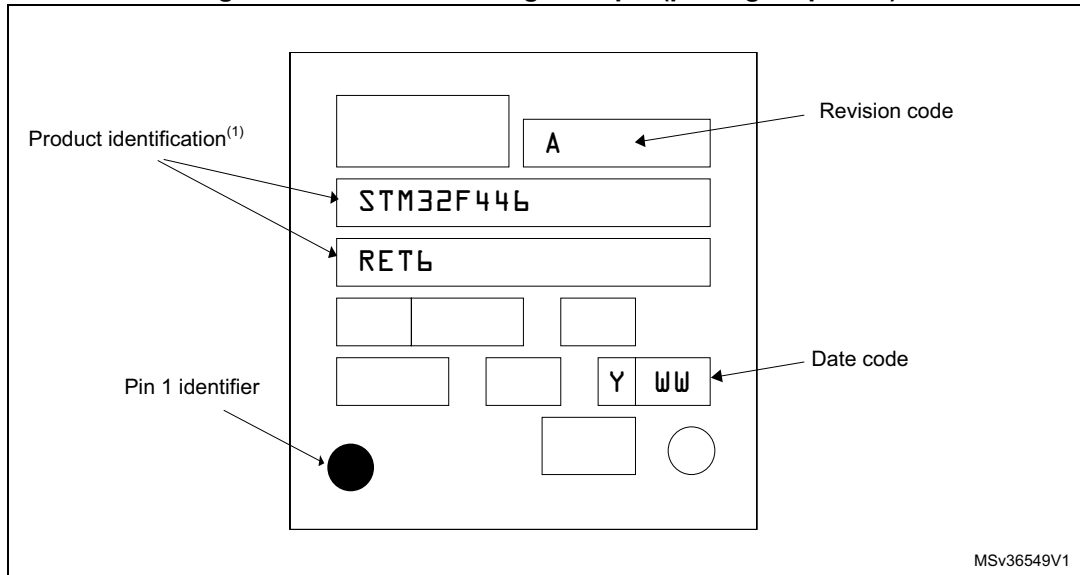 Product identification(1)
Revision code
A
STM32F446
RET6
Y WW
Date code
Pin 1 identifier
MSv36549V1